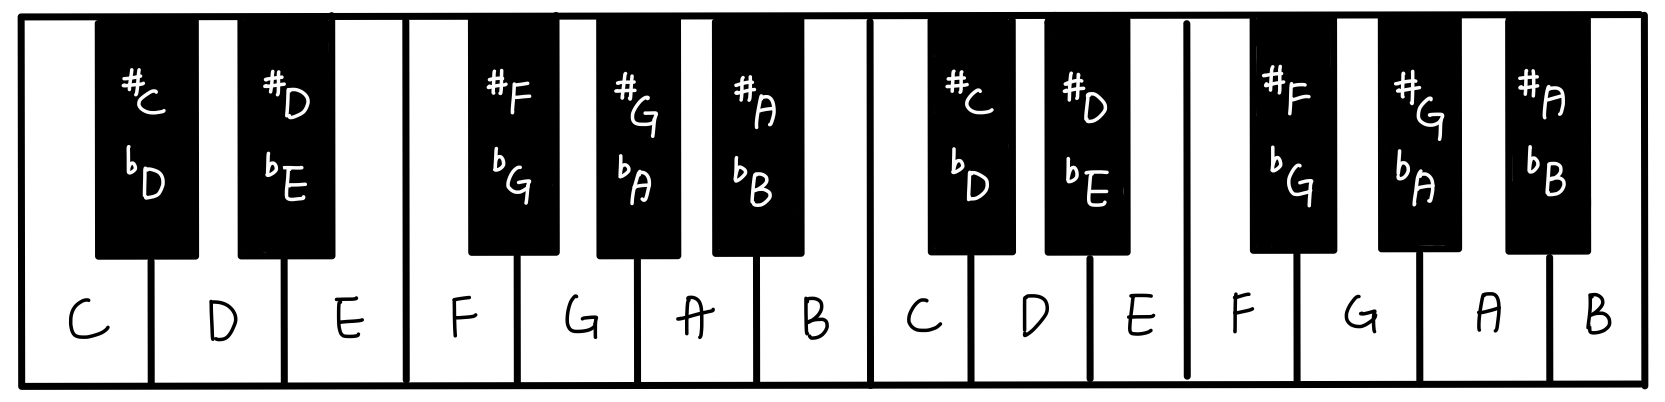 #C #D #F #G #A #C #D #F #G #A
bD bE bG bA bB bD bE bG bA bB
C D E F G A B C D E F G A B